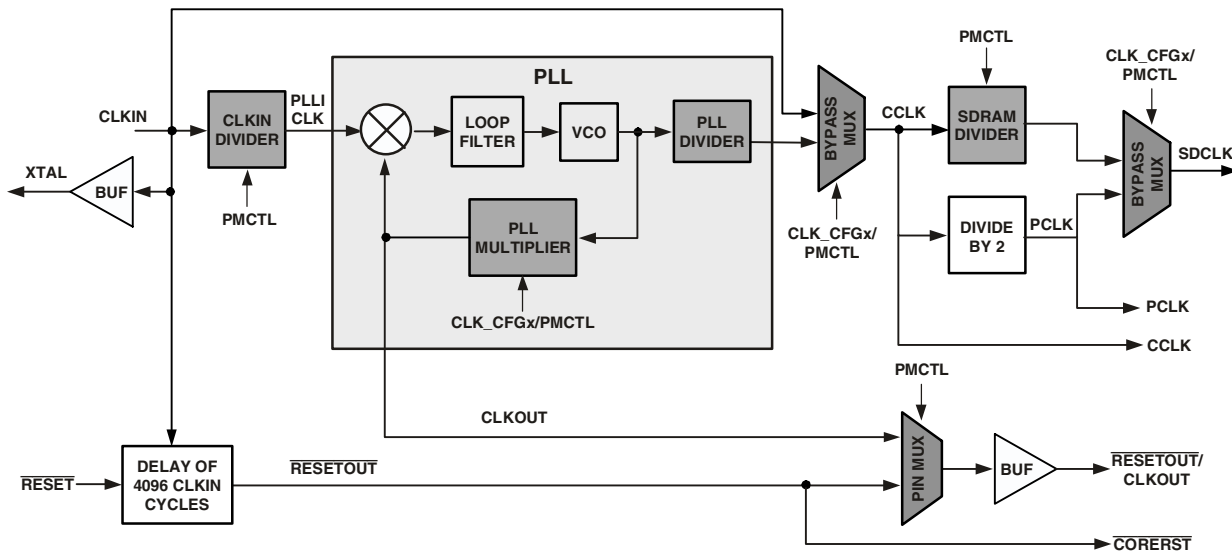 PMCTL
CLK_CFGx/
PMCTL
PLL
CLKIN
CLKIN
DIVIDER
PLLI
CLK
LOOP
FILTER
VCO
PLL
DIVIDER
BYPASS
MUX
CCLK
SDRAM
DIVIDER
BYPASS
MUX
SDCLK
XTAL
BUF
PMCTL
PLL
MULTIPLIER
CLK_CFGx/
PMCTL
DIVIDE
BY 2
PCLK
CLK_CFGx/PMCTL
PCLK
CCLK
PMCTL
CLKOUT
RESET
DELAY OF
4096 CLKIN
CYCLES
RESETOUT
PIN MUX
BUF
RESETOUT/
CLKOUT
CORERST